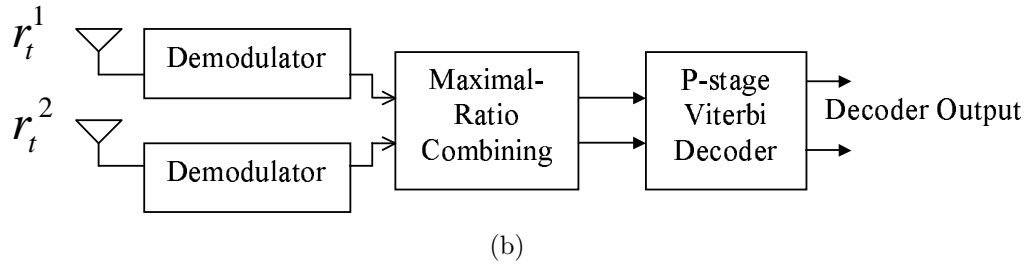 r_t^1
Demodulator
r_t^2
Demodulator
Maximal-
Ratio
Combining
P-stage
Viterbi
Decoder
Decoder Output
(b)